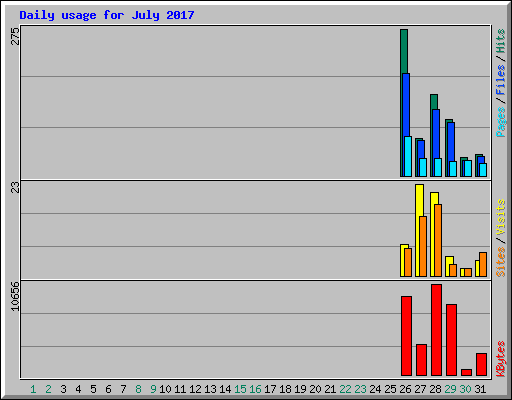 Daily usage for July 2017
275
Pages / Files / Hits
23
Sites / Visits
10656
KBytes
1 2 3 4 5 6 7 8 9 10 11 12 13 14 15 16 17 18 19 20 21 22 23 24 25 26 27 28 29 30 31